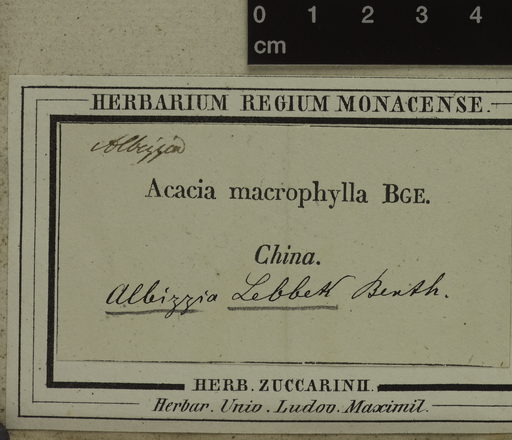 0 1 2 3 4
cm
HERBARIUM REGIUM MONACENSE.
Albizzia
Acacia macrophylla BGE.
China.
Albizzia Lebbek Benth.
HERB. ZUCCARINII.
Herbar. Univ. Ludov. Maximil.